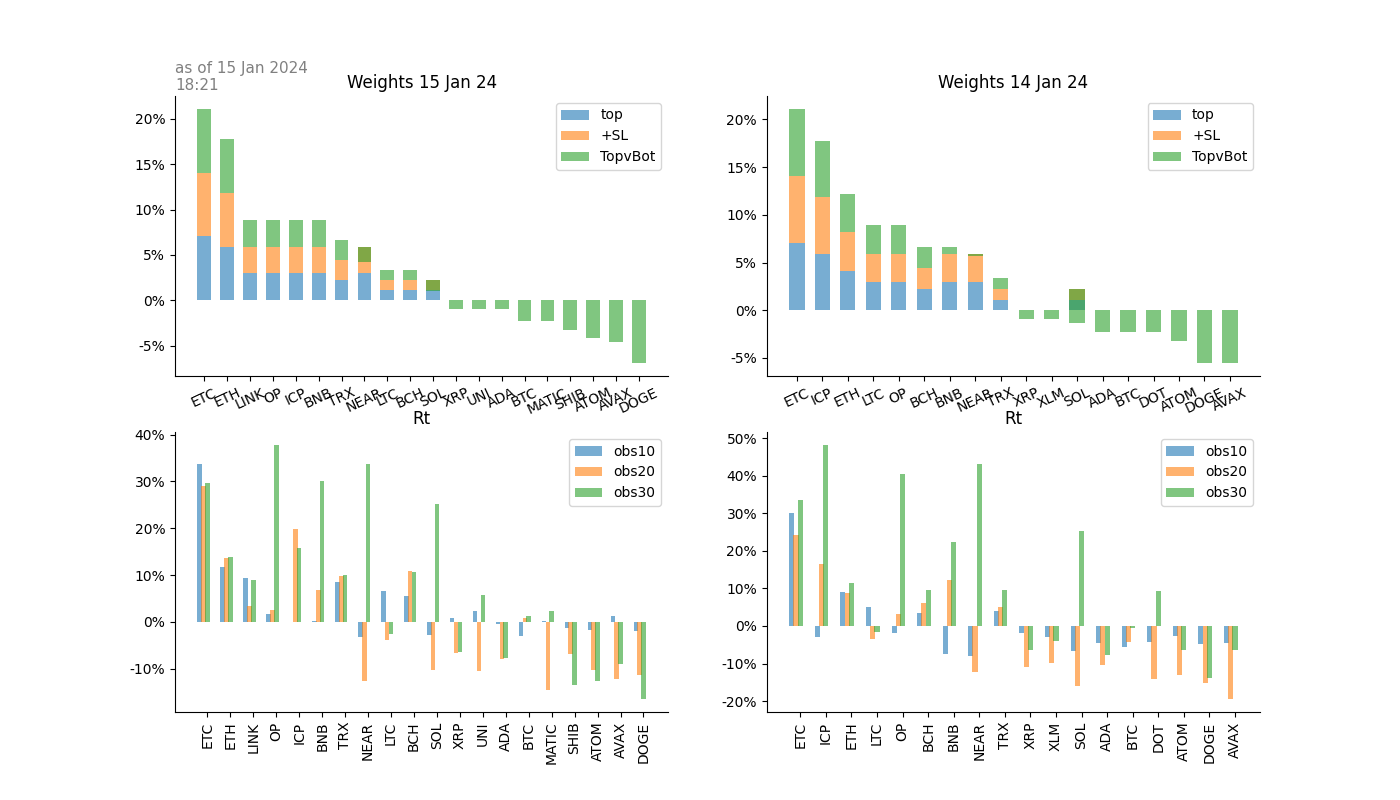 as of 15 Jan 2024
18:21
Weights 15 Jan 24
20%
15%
10%
5%
0%
-5%
top
+SL
TopvBot
ETC ETH LINK OP ICP BNB TRX NEAR LTC BCH SOL XRP UNI ADA BTC MATIC SHIB ATOM AVAX DOGE
Weights 14 Jan 24
20%
15%
10%
5%
0%
-5%
top
+SL
TopvBot
ETC ICP ETH LTC OP BCH BNB NEAR TRX XRP XLM SOL ADA BTC DOT ATOM DOGE AVAX
Rt
40%
30%
20%
10%
0%
-10%
obs10
obs20
obs30
ETC ETH LINK OP ICP BNB TRX NEAR LTC BCH SOL XRP UNI ADA BTC MATIC SHIB ATOM AVAX DOGE
Rt
50%
40%
30%
20%
10%
0%
-10%
-20%
obs10
obs20
obs30
ETC ICP ETH LTC OP BCH BNB NEAR TRX XRP XLM SOL ADA BTC DOT ATOM DOGE AVAX